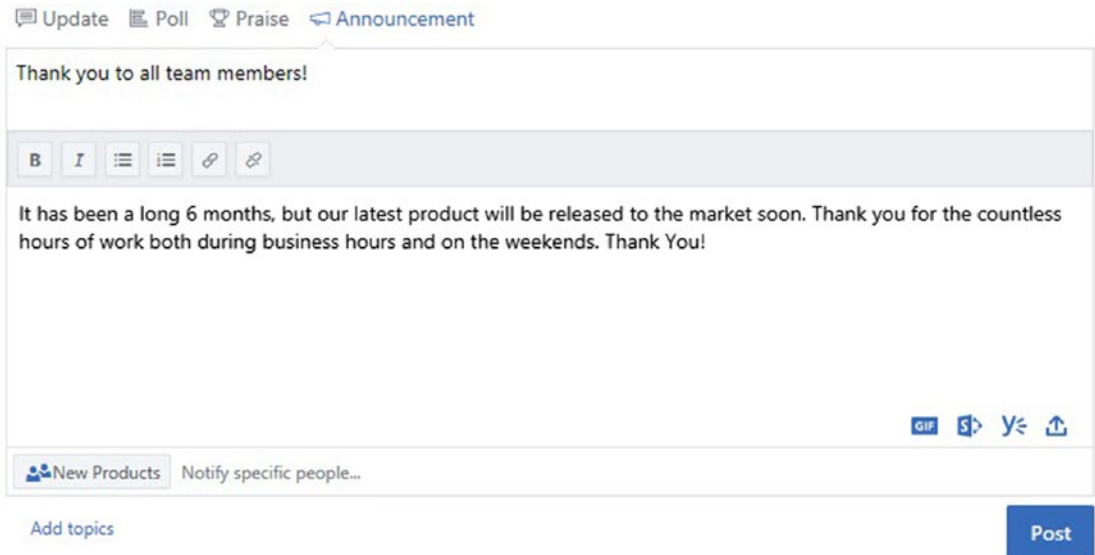 Update Poll Praise Announcement
Thank you to all team members!
B I
It has been a long 6 months, but our latest product will be released to the market soon. Thank you for the countless
hours of work both during business hours and on the weekends. Thank You!
GIF S Y
New Products Notify specific people...
Add topics
Post